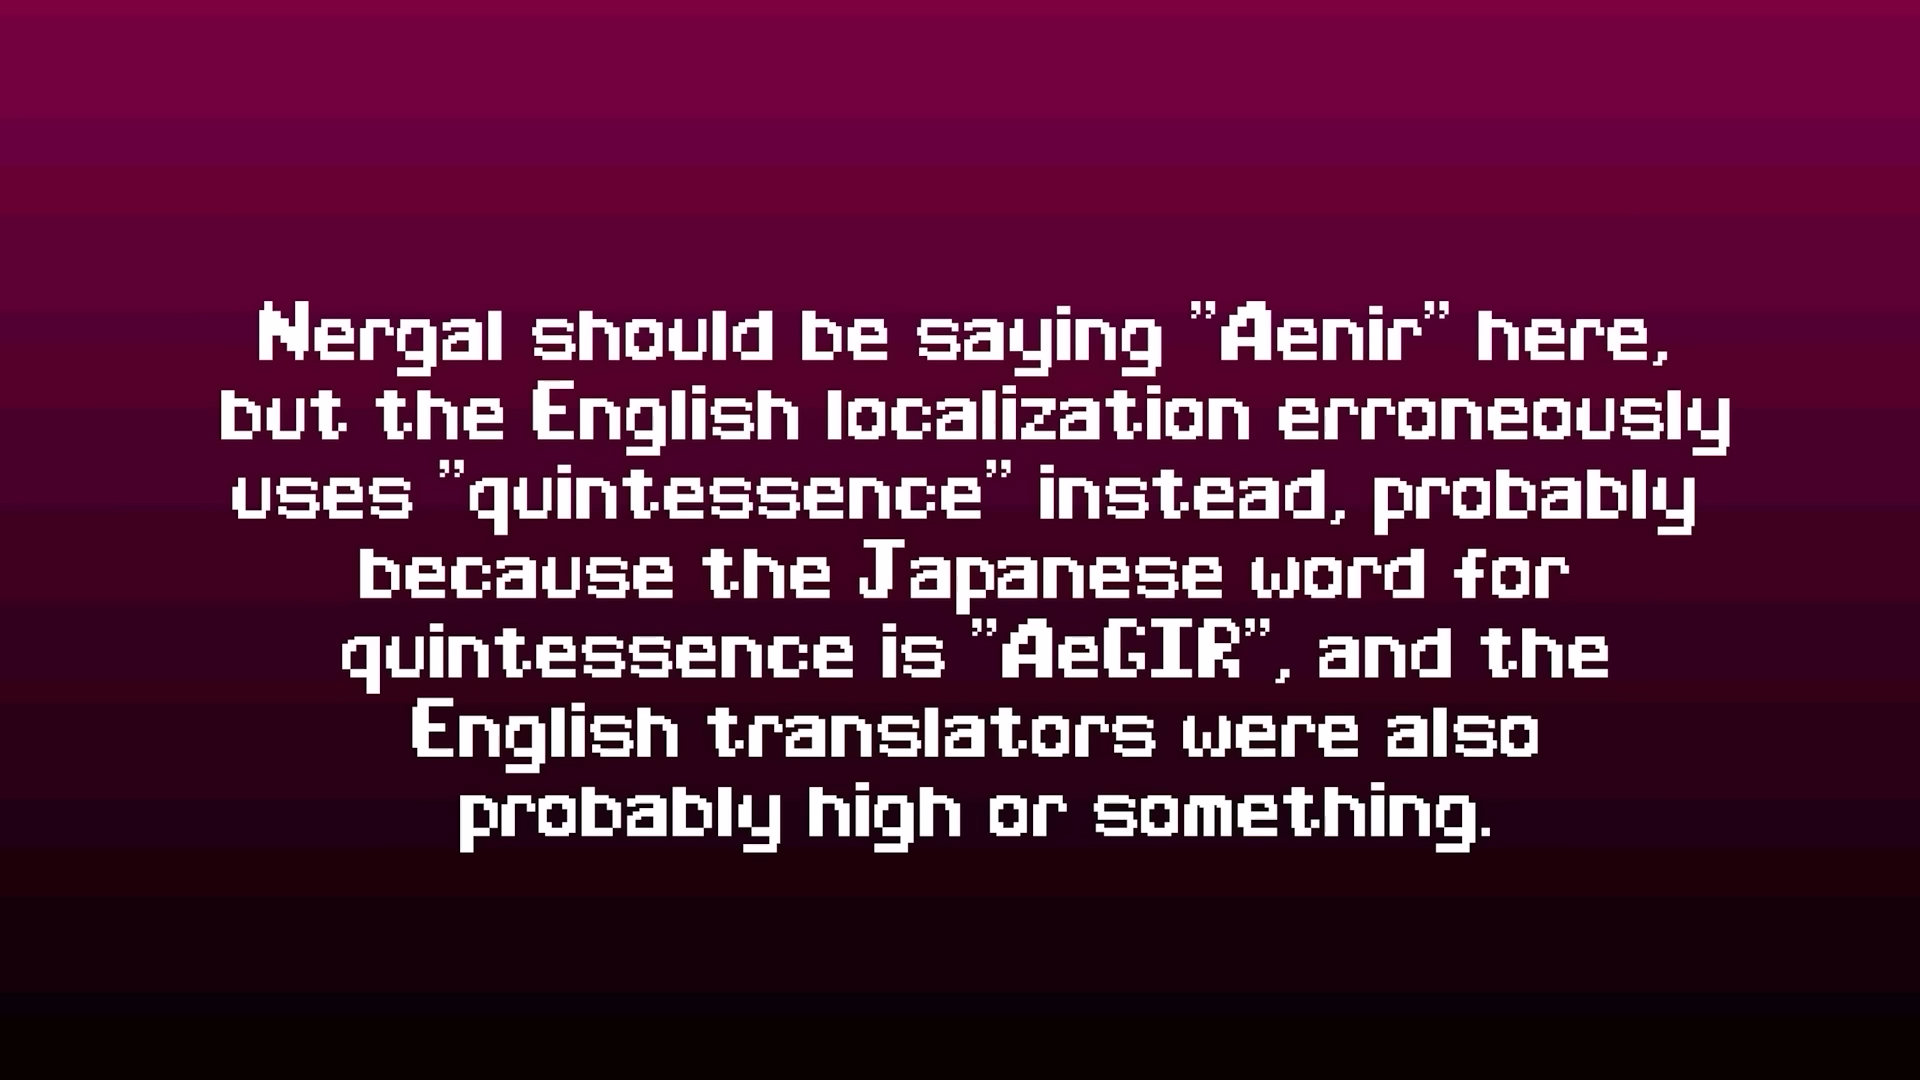 Nergal should be saying "Aenir" here,
but the English localization erroneously
uses "quintessence" instead, probably
because the Japanese word for
quintessence is "AeGIR", and the
English translators were also
probably high or something.